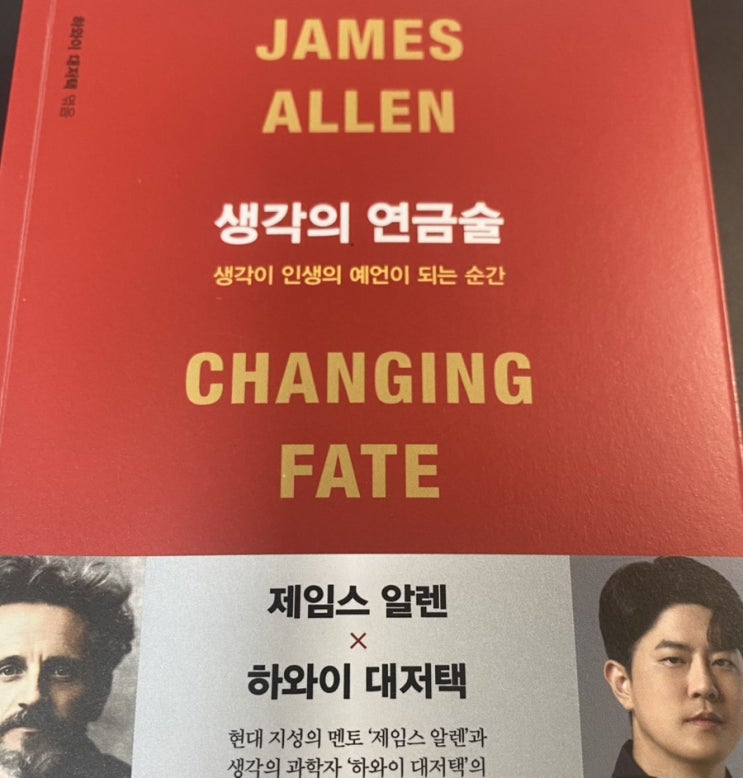 하와이 대저택 엮음
JAMES
ALLEN
생각의 연금술
생각이 인생의 예언이 되는 순간
CHANGING
FATE
제임스 알렌
×
하와이 대저택
현대 지성의 멘토 ‘제임스 알렌’과
생각의 과학자 ‘하와이 대저택’의